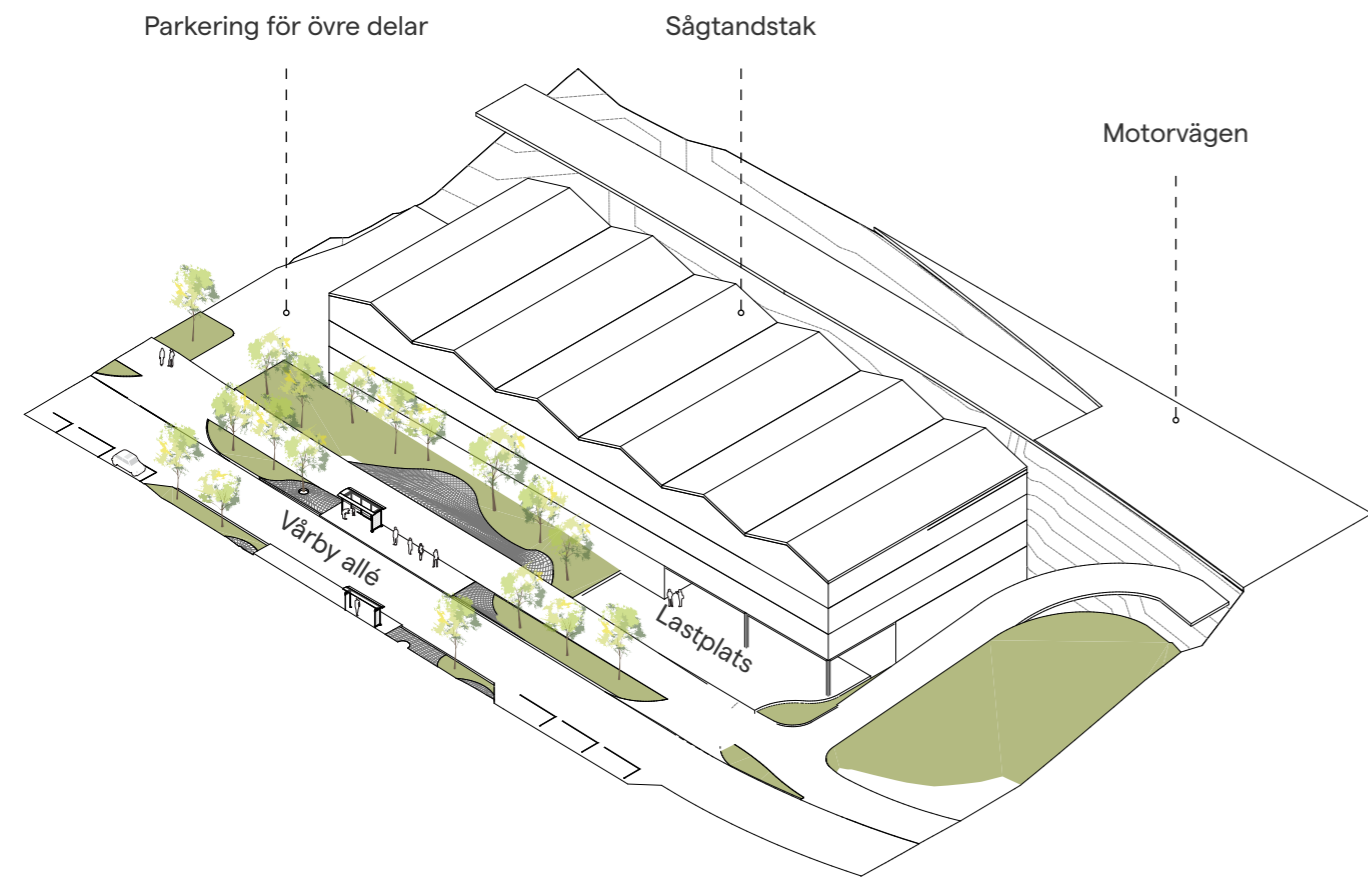 Parkering för övre delar
Sågtandstak
Motorvägen
Vårby allé
Lastplats